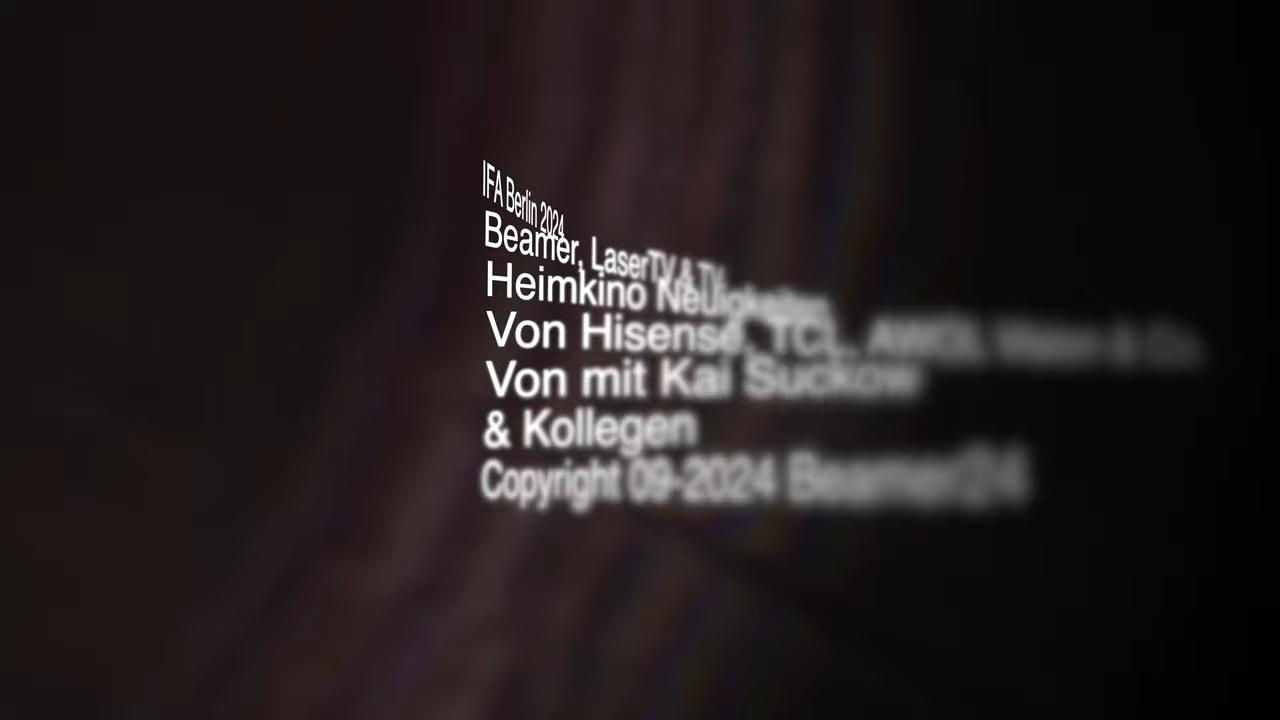 IFA Berlin 2024
Beamer, LaserTV & TV
Heimkino Neuigkeiten
Von Hisense, TCL, AWOL Vision & Co.
Von mit Kai Suckow
& Kollegen
Copyright 09-2024 Beamer24